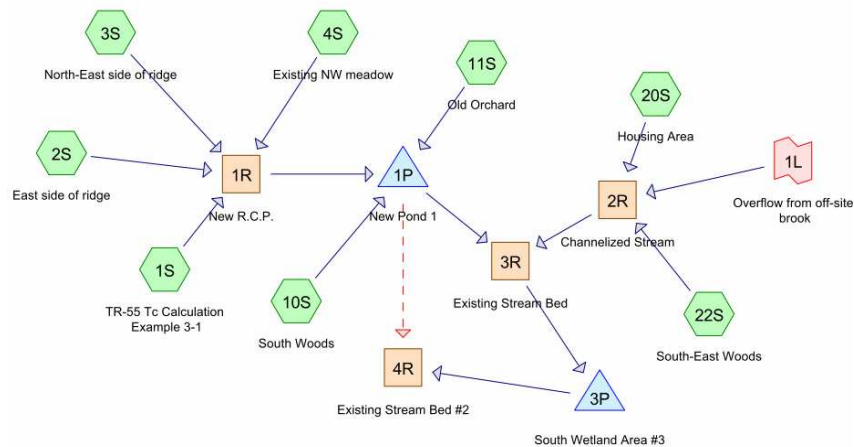 3S
North-East side of ridge
4S
Existing NW meadow
11S
Old Orchard
20S
Housing Area
2S
East side of ridge
1R
New R.C.P.
1P
New Pond 1
1L
Overflow from off-site
brook
2R
Channelized Stream
1S
TR-55 Tc Calculation
Example 3-1
10S
South Woods
3R
Existing Stream Bed
22S
South-East Woods
4R
Existing Stream Bed #2
3P
South Wetland Area #3